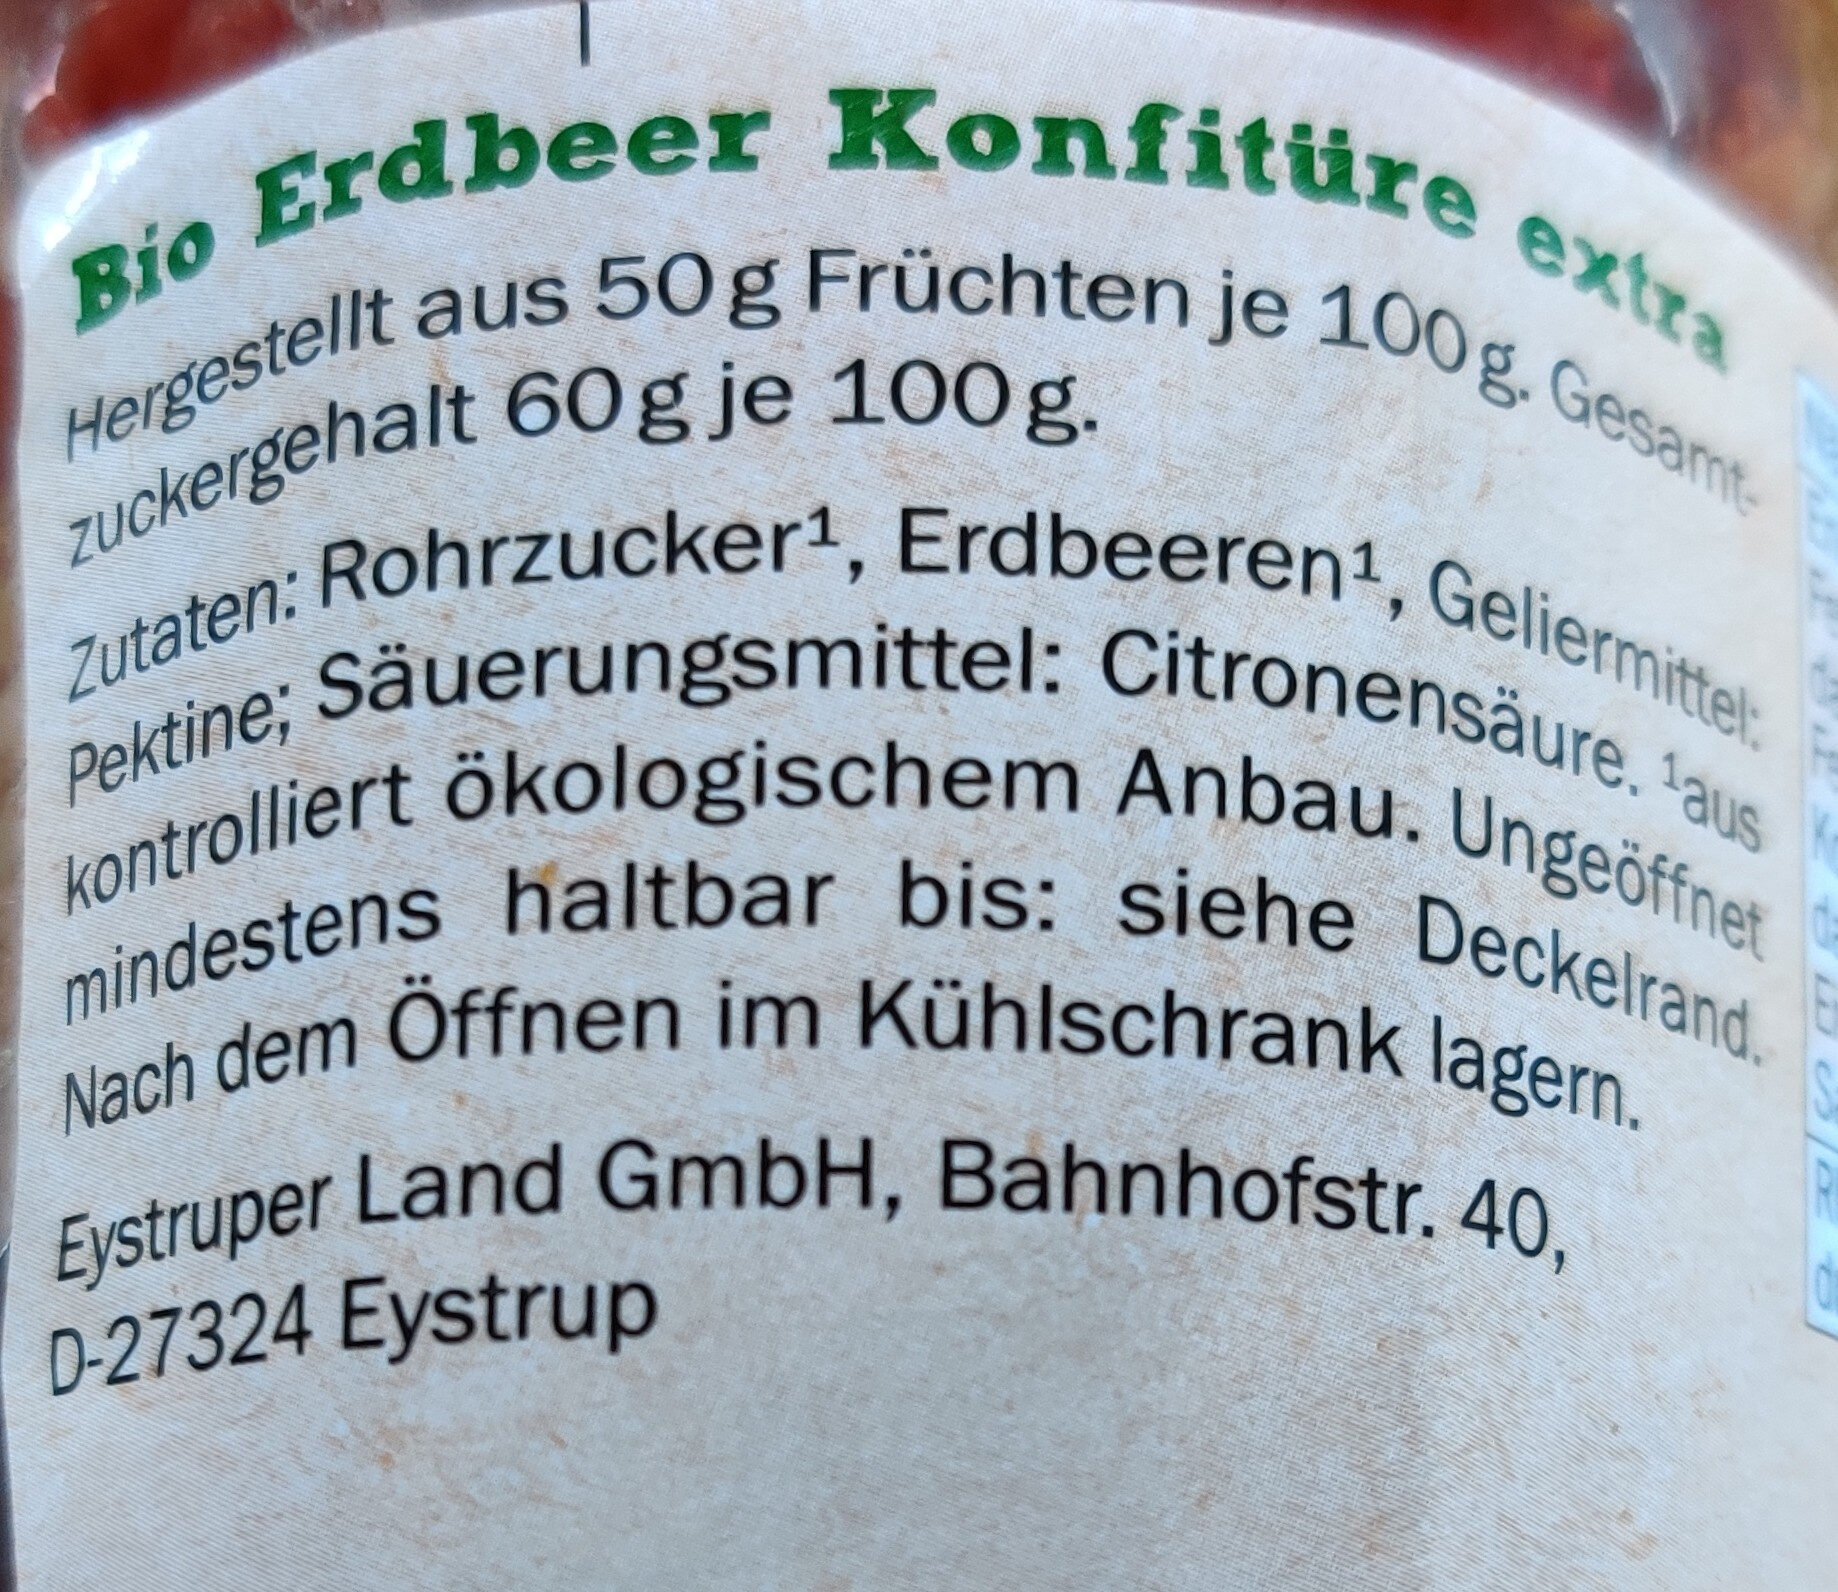 Bio Erdbeer Konfitüre extra
Hergestellt aus 50 g Früchten je 100 g. Gesamt-
zuckergehalt 60 g je 100 g.
Zutaten: Rohrzucker¹, Erdbeeren¹, Geliermittel:
Pektine; Säuerungsmittel: Citronensäure. ¹aus
kontrolliert ökologischem Anbau. Ungeöffnet
mindestens haltbar bis: siehe Deckelrand.
Nach dem Öffnen im Kühlschrank lagern.
Eystruper Land GmbH, Bahnhofstr. 40,
D-27324 Eystrup